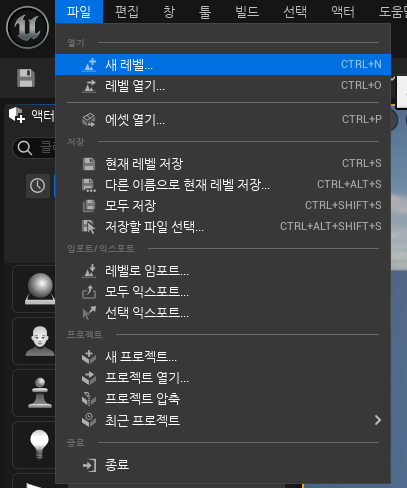 파일 편집 창 툴 빌드 선택 액터
열기
새 레벨... CTRL+N
레벨 열기... CTRL+O
에셋 열기... CTRL+P
저장
현재 레벨 저장 CTRL+S
다른 이름으로 현재 레벨 저장... CTRL+ALT+S
모두 저장 CTRL+SHIFT+S
저장할 파일 선택... CTRL+ALT+SHIFT+S
임포트/익스포트
레벨로 임포트...
모두 익스포트...
선택 익스포트...
프로젝트
새 프로젝트...
프로젝트 열기...
프로젝트 압축
최근 프로젝트
종료
종료
액터